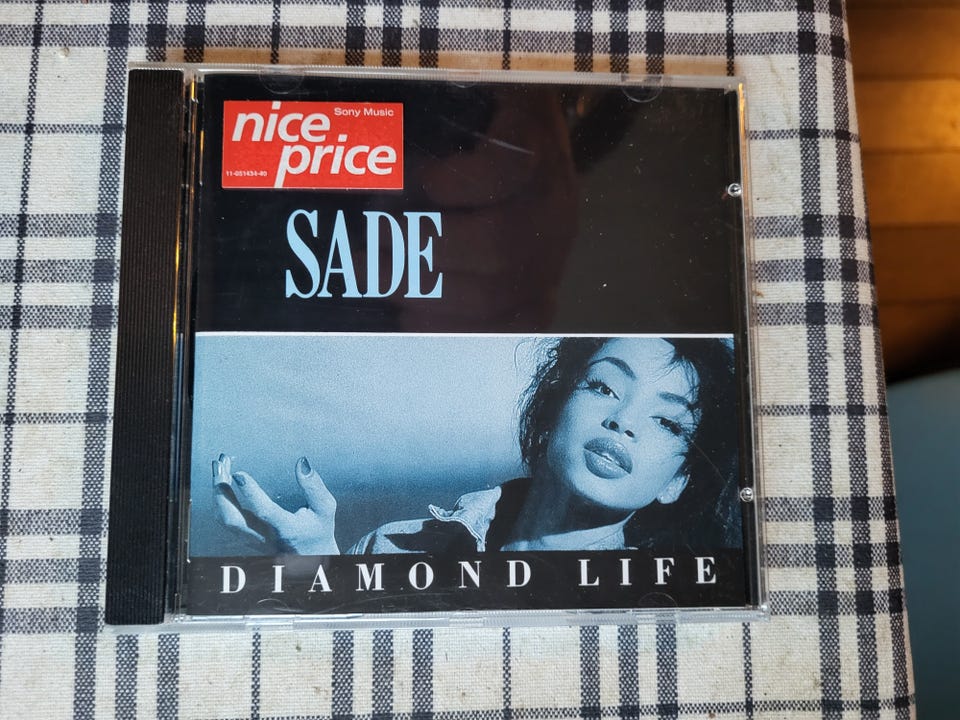 Sony Music
nice
price
11-051434-40
SADE
DIAMOND LIFE